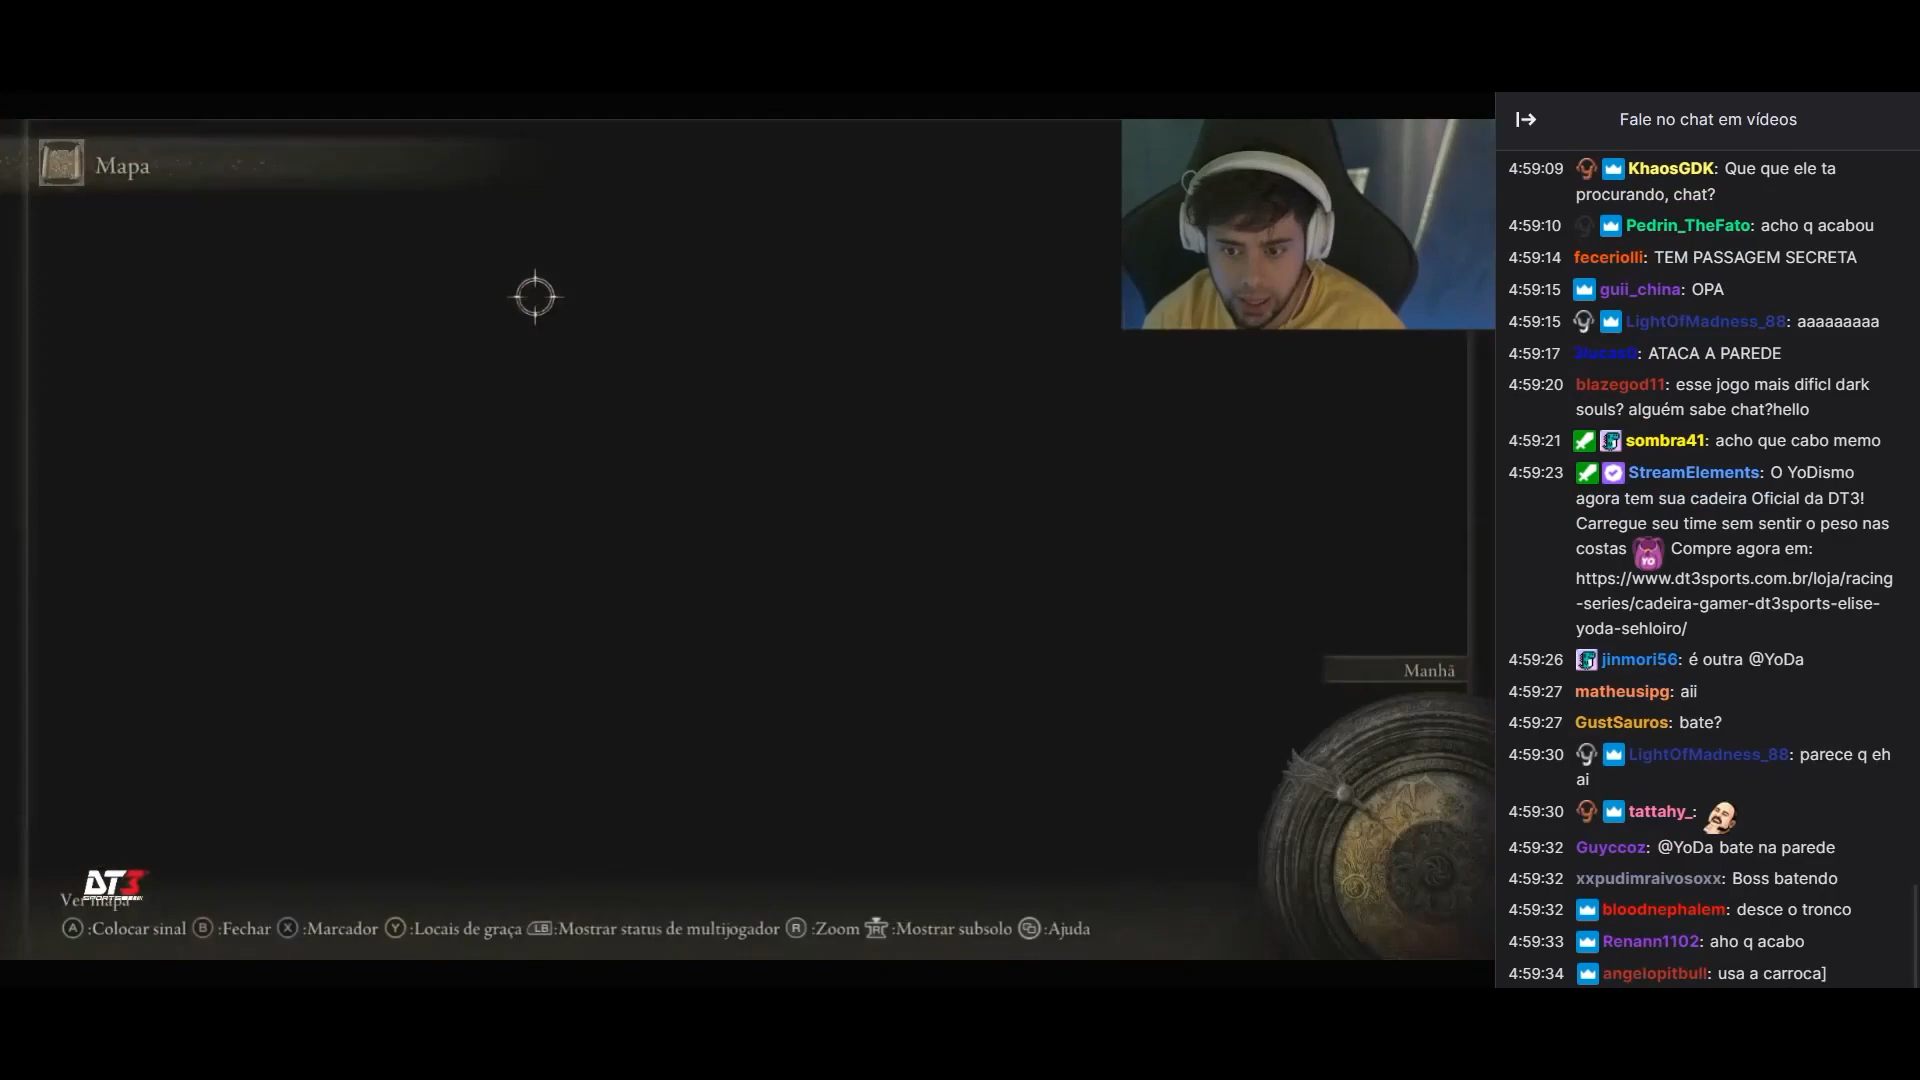 Mapa
Manhã
DT3
SPORTS
Ver mapa
A :Colocar sinal B :Fechar X :Marcador Y :Locais de graça LB :Mostrar status de multijogador R :Zoom R :Mostrar subsolo :Ajuda
Fale no chat em vídeos
4:59:09 KhaosGDK: Que que ele ta
procurando, chat?
4:59:10 Pedrin_TheFato: acho q acabou
4:59:14 feceriolli: TEM PASSAGEM SECRETA
4:59:15 guii_china: OPA
4:59:15 LightOfMadness_88: aaaaaaaaa
4:59:17 3lucas0: ATACA A PAREDE
4:59:20 blazegod11: esse jogo mais dificl dark
souls? alguém sabe chat?hello
4:59:21 sombra41: acho que cabo memo
4:59:23 StreamElements: O YoDismo
agora tem sua cadeira Oficial da DT3!
Carregue seu time sem sentir o peso nas
costas YO Compre agora em:
https://www.dt3sports.com.br/loja/racing
-series/cadeira-gamer-dt3sports-elise-
yoda-sehloiro/
4:59:26 jinmori56: é outra @YoDa
4:59:27 matheusipg: aii
4:59:27 GustSauros: bate?
4:59:30 LightOfMadness_88: parece q eh
ai
4:59:30 tattahy_:
4:59:32 Guyccoz: @YoDa bate na parede
4:59:32 xxpudimraivosoxx: Boss batendo
4:59:32 bloodnephalem: desce o tronco
4:59:33 Renann1102: aho q acabo
4:59:34 angelopitbull: usa a carroca]